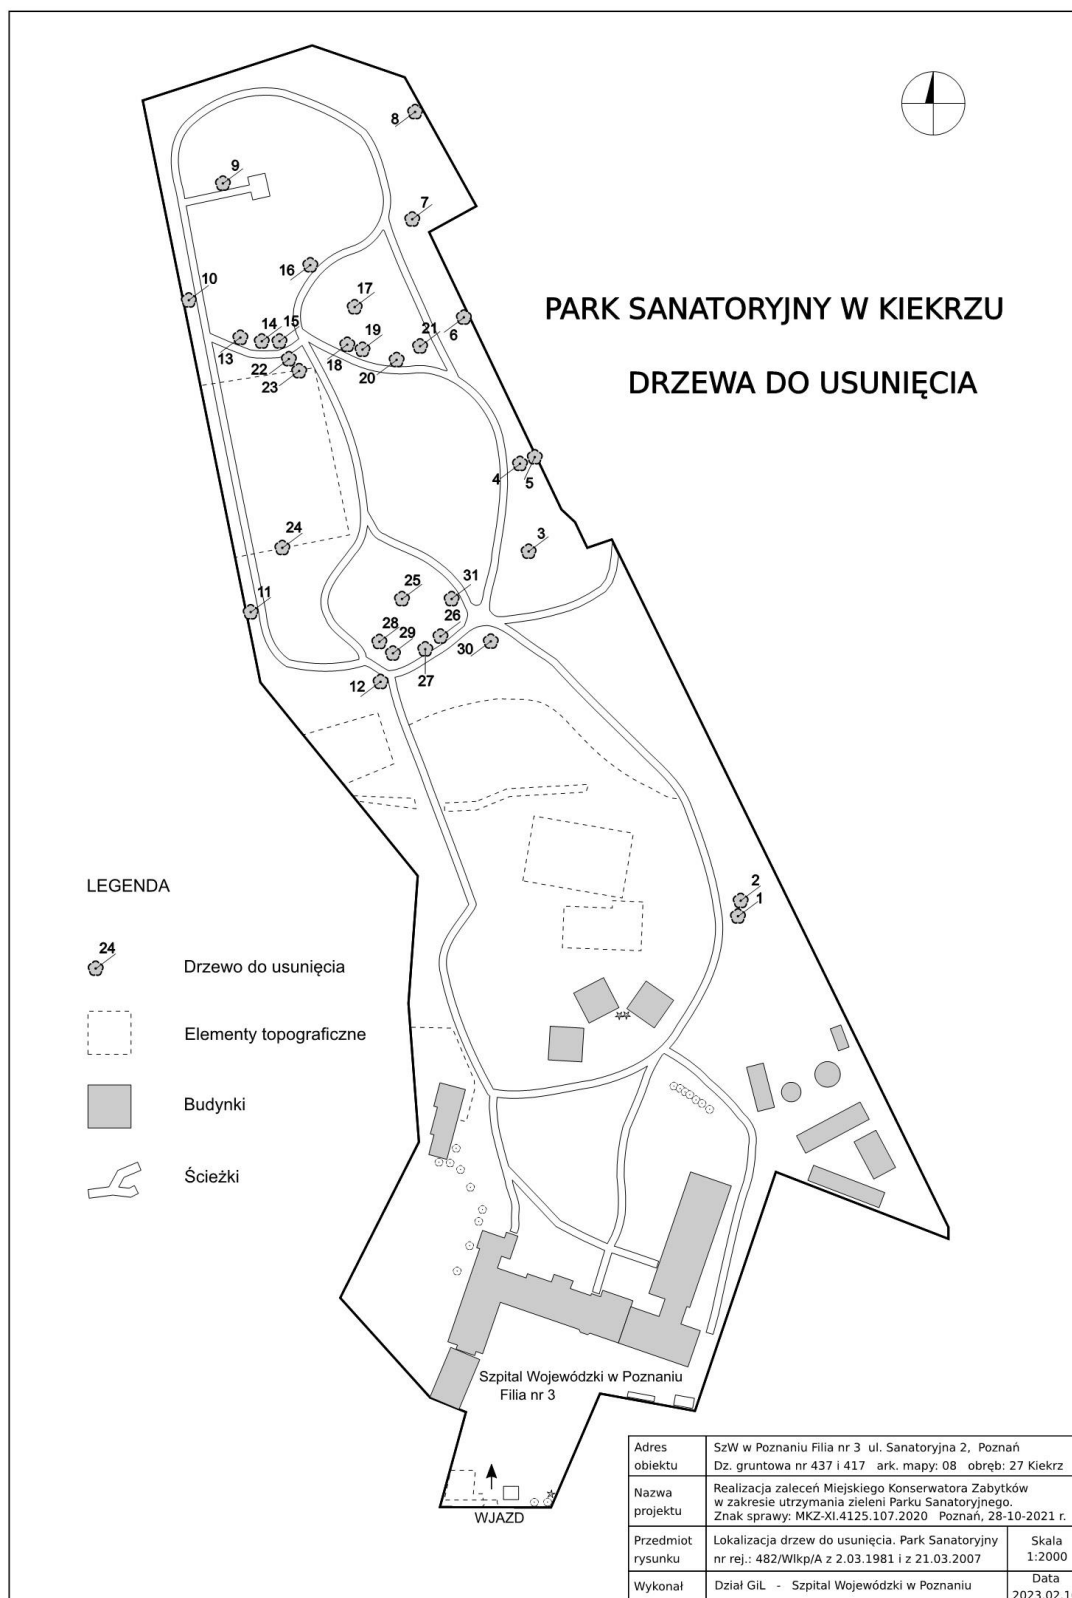 8
9
7
10
16
17
6
14
15
13
22
23
18
19
20
21
PARK SANATORYJNY W KIEKRZU
DRZEWA DO USUNIĘCIA
4
5
3
24
11
25
31
28
29
26
27
30
12
2
1
LEGENDA
24
Drzewo do usunięcia
Elementy topograficzne
Budynki
Ścieżki
Szpital Wojewódzki w Poznaniu
Filia nr 3
WJAZD
Adres obiektu
SzW w Poznaniu Filia nr 3 ul. Sanatoryjna 2, Poznań
Dz. gruntowa nr 437 i 417 ark. mapy: 08 obręb: 27 Kiekrz
Nazwa projektu
Realizacja zaleceń Miejskiego Konserwatora Zabytków
w zakresie utrzymania zieleni Parku Sanatoryjnego.
Znak sprawy: MKZ-XI.4125.107.2020 Poznań, 28-10-2021 r.
Przedmiot rysunku
Lokalizacja drzew do usunięcia. Park Sanatoryjny
nr rej.: 482/Wlkp/A z 2.03.1981 i z 21.03.2007
Skala
1:2000
Wykonał
Dział GiL - Szpital Wojewódzki w Poznaniu
Data